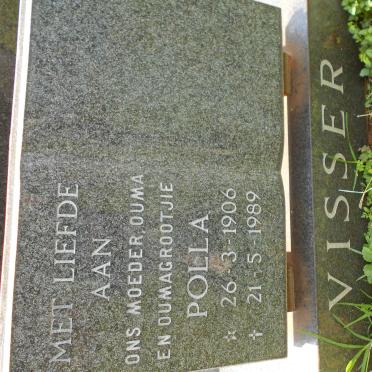 MET LIEFDE
AAN
ONS MOEDER, OUMA
EN OUMAGROOTJIE
POLLA
☆ 26-3-1906
✝ 21-5-1989
VISSER